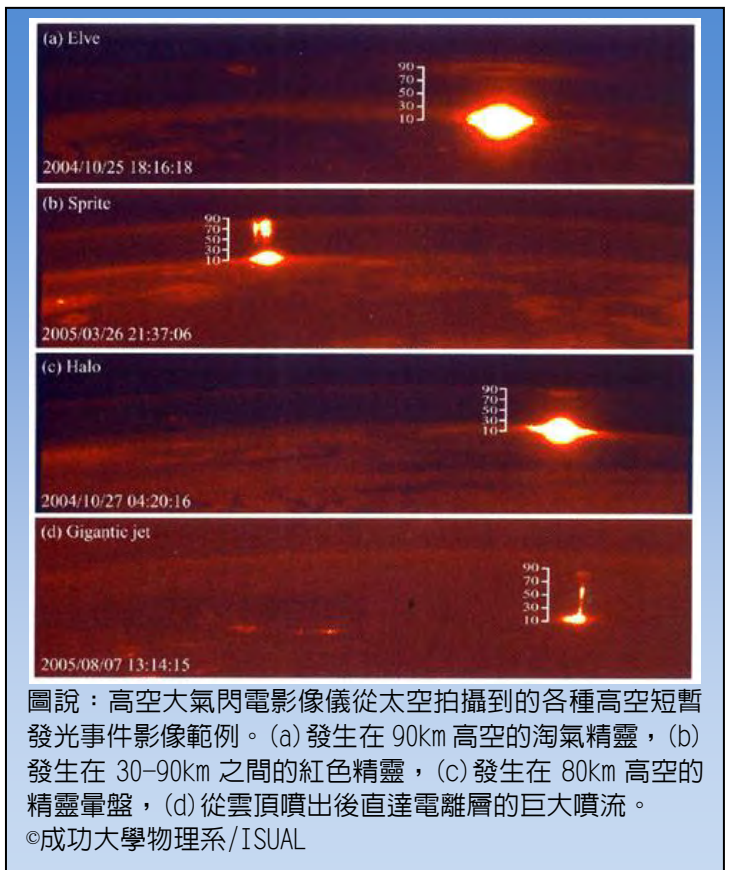 (a) Elve
90
70
50
30
10
2004/10/25 18:16:18
(b) Sprite
90
70
50
30
10
2005/03/26 21:37:06
(c) Halo
90
70
50
30
10
2004/10/27 04:20:16
(d) Gigantic jet
90
70
50
30
10
2005/08/07 13:14:15
圖說：高空大氣閃電影像儀從太空拍攝到的各種高空短暫
發光事件影像範例。(a)發生在 90km 高空的淘氣精靈，(b)
發生在 30-90km 之間的紅色精靈，(c)發生在 80km 高空的
精靈暈盤，(d)從雲頂噴出後直達電離層的巨大噴流。
©成功大學物理系/ISUAL